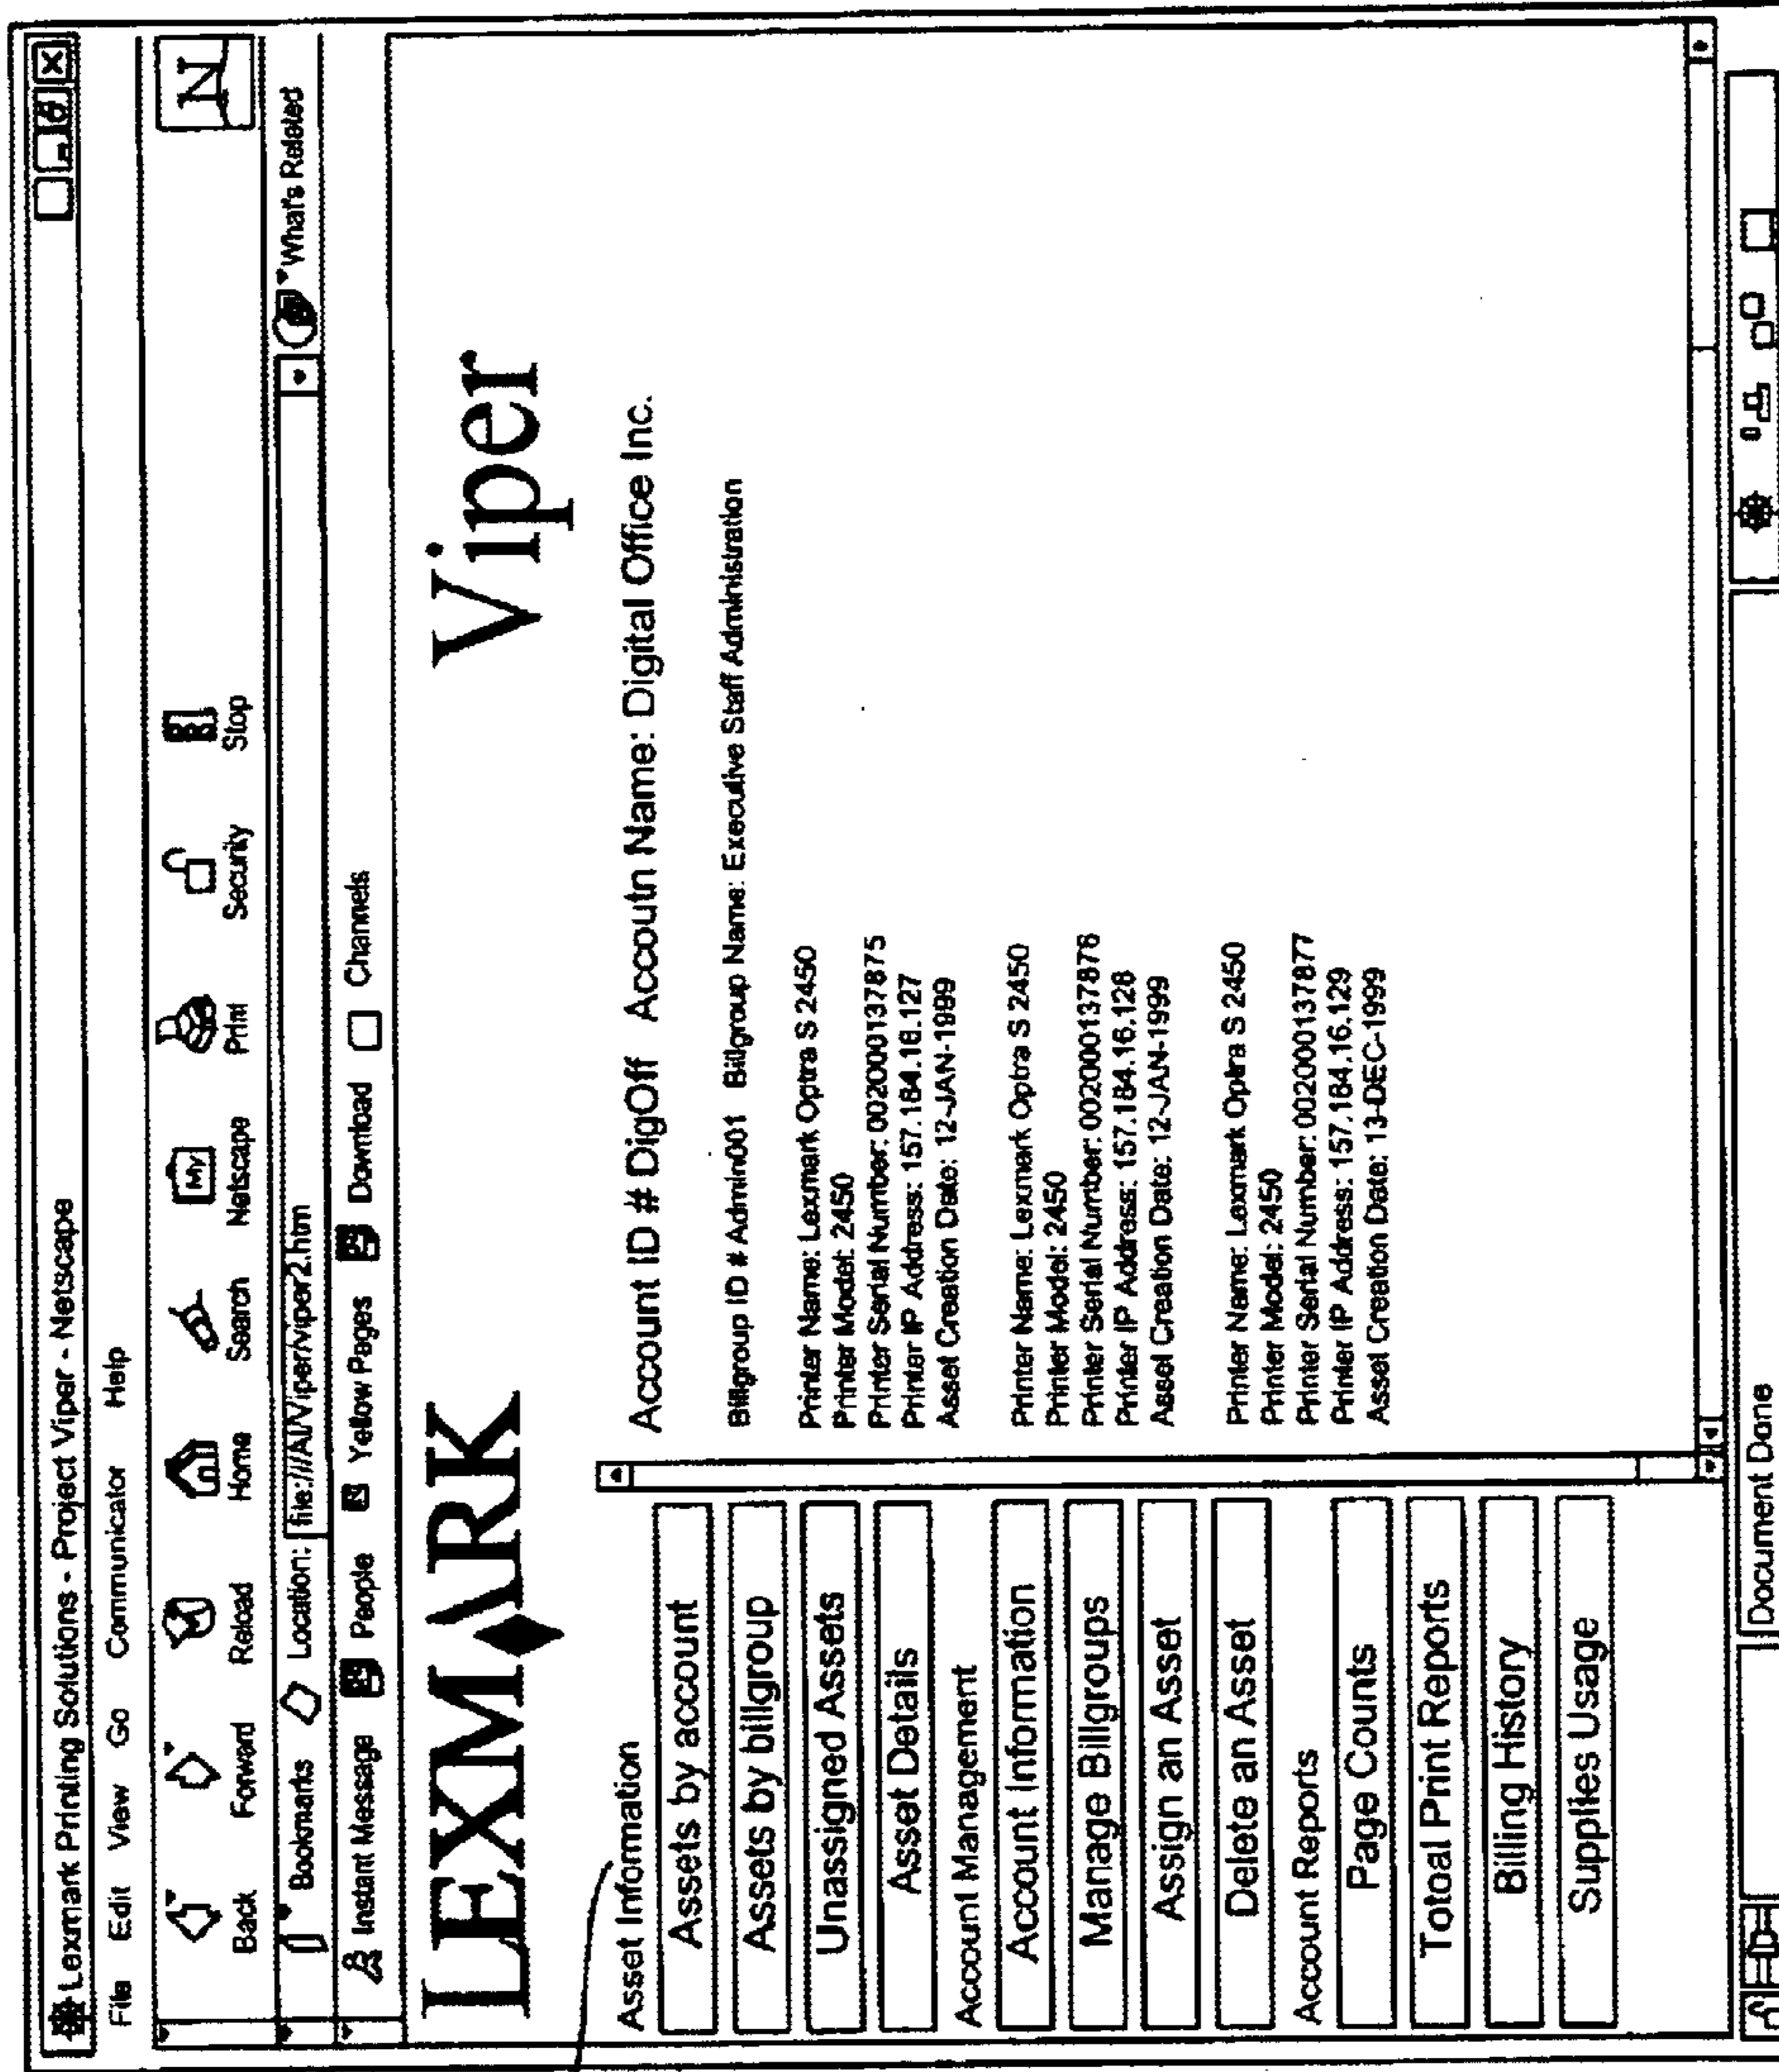 Lexmark Printing Solutions - Project Viper - Netscape
File Edit View Go Communicator Help
Back Forward Reload Home Search Netscape Print Security Stop
My
N
Bookmarks Location: file:////Al/Viper/viper2.htm What's Related
Instant Message People Yellow Pages Download Channels
LEXMARK Viper
Asset Information
Assets by account
Assets by billgroup
Unassigned Assets
Asset Details
Account Management
Account Information
Manage Billgroups
Assign an Asset
Delete an Asset
Account Reports
Page Counts
Totoal Print Reports
Billing History
Supplies Usage
Account ID # DigOff Accoutn Name: Digital Office Inc.
Billgroup ID # Admin001 Billgroup Name: Executive Staff Administration
Printer Name: Lexmark Optra S 2450
Printer Model: 2450
Printer Serial Number: 0020000137875
Printer IP Address: 157.184.16.127
Asset Creation Date: 12-JAN-1999
Printer Name: Lexmark Optra S 2450
Printer Model: 2450
Printer Serial Number: 0020000137876
Printer IP Address: 157.184.16.128
Asset Creation Date: 12-JAN-1999
Printer Name: Lexmark Optra S 2450
Printer Model: 2450
Printer Serial Number: 0020000137877
Printer IP Address: 157.184.16.129
Asset Creation Date: 13-DEC-1999
Document Done